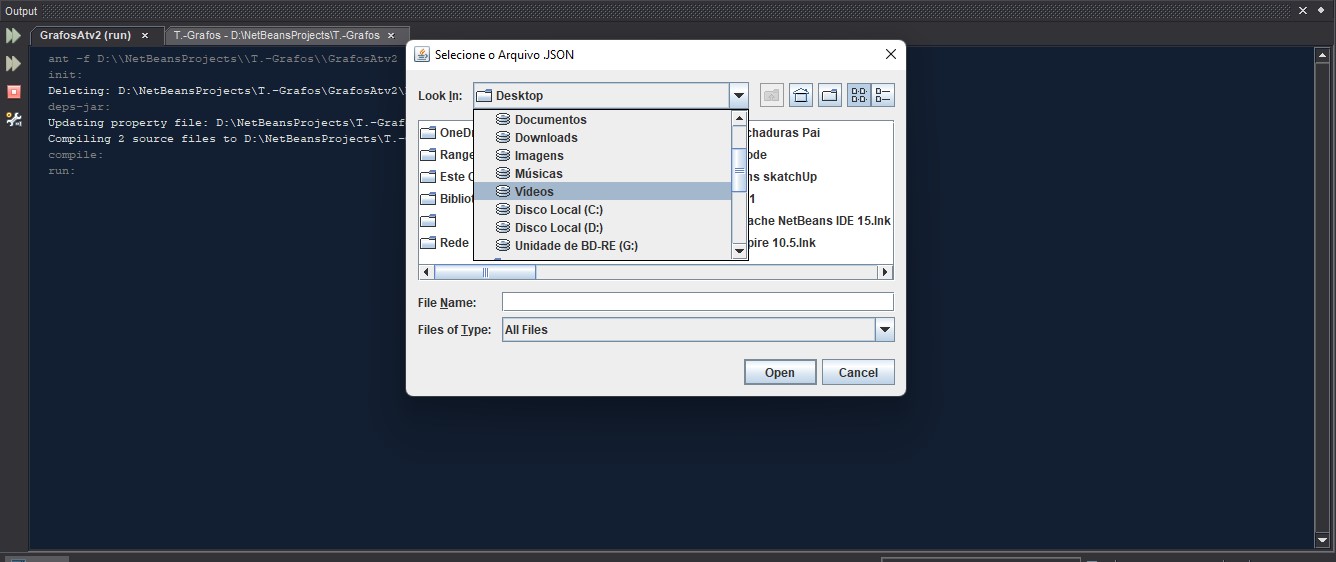 Output
GrafosAtv2 (run)
T.-Grafos - D:\NetBeansProjects\T.-Grafos
ant -f D:\\NetBeansProjects\\T.-Grafos\\GrafosAtv2
init:
Deleting: D:\NetBeansProjects\T.-Grafos\GrafosAtv2\
deps-jar:
Updating property file: D:\NetBeansProjects\T.-Graf
Compiling 2 source files to D:\NetBeansProjects\T.-
compile:
run:
Selecione o Arquivo .JSON
Look In:
Desktop
Documentos
Downloads
Imagens
Músicas
Vídeos
Disco Local (C:)
Disco Local (D:)
Unidade de BD-RE (G:)
OneDr
Range
Este C
Bibliot
Rede
chaduras Pai
ode
ns skatchUp
1
ache NetBeans IDE 15.lnk
pire 10.5.lnk
File Name:
Files of Type:
All Files
Open
Cancel